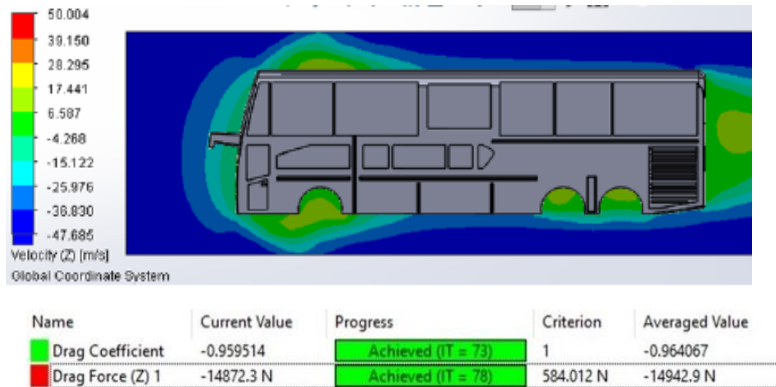 50.004
39.150
28.295
17.441
6.587
-4.268
-15.122
-25.976
-36.830
-47.685
Velocity (Z) [m/s]
Global Coordinate System
Name Current Value Progress Criterion Averaged Value
Drag Coefficient -0.959514 Achieved (IT = 73) 1 -0.964067
Drag Force (Z) 1 -14872.3 N Achieved (IT = 78) 584.012 N -14942.9 N